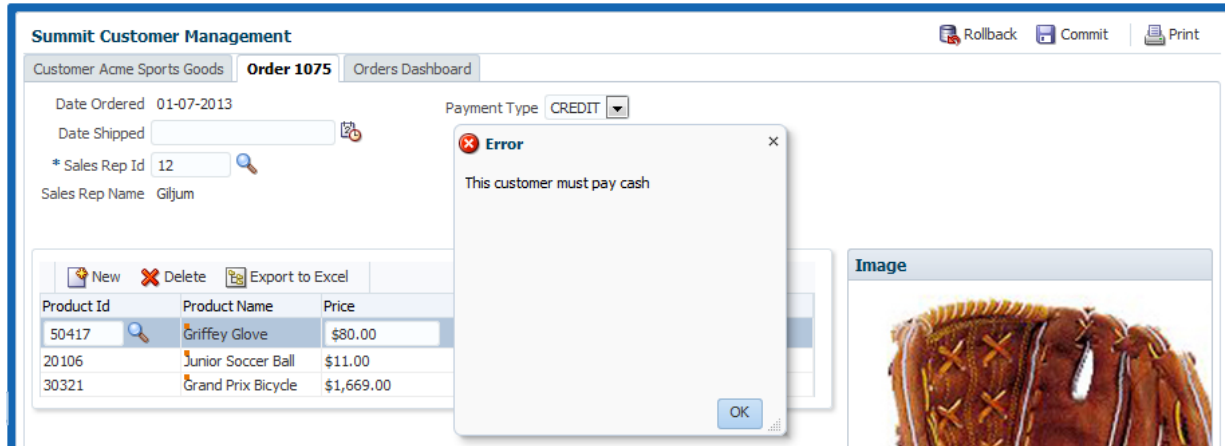 Summit Customer Management
Rollback Commit Print
Customer Acme Sports Goods Order 1075 Orders Dashboard
Date Ordered 01-07-2013
Payment Type CREDIT
Date Shipped
* Sales Rep Id 12
Sales Rep Name Giljum
Error
This customer must pay cash
OK
New Delete Export to Excel
Product Id Product Name Price
50417 Griffey Glove $80.00
20106 Junior Soccer Ball $11.00
30321 Grand Prix Bicycle $1,669.00
Image